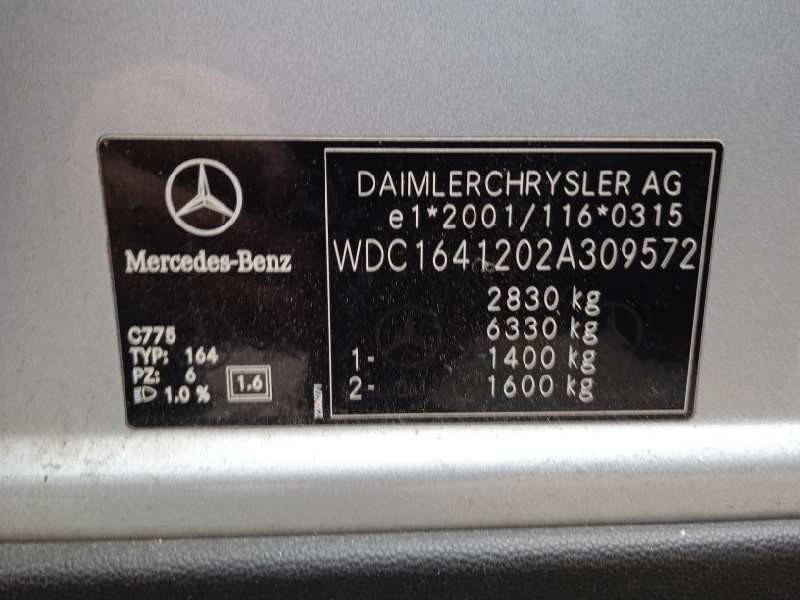 Mercedes-Benz
C775
TYP: 164
PZ: 6
1.0 %
1.6
DAIMLERCHRYSLER AG
e1*2001/116*0315
WDC1641202A309572
2830 kg
6330 kg
1- 1400 kg
2- 1600 kg